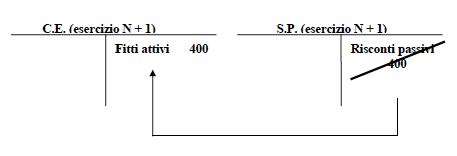 C.E. (esercizio N + 1)
S.P. (esercizio N + 1)
Fitti attivi 400
Risconti passivi
400